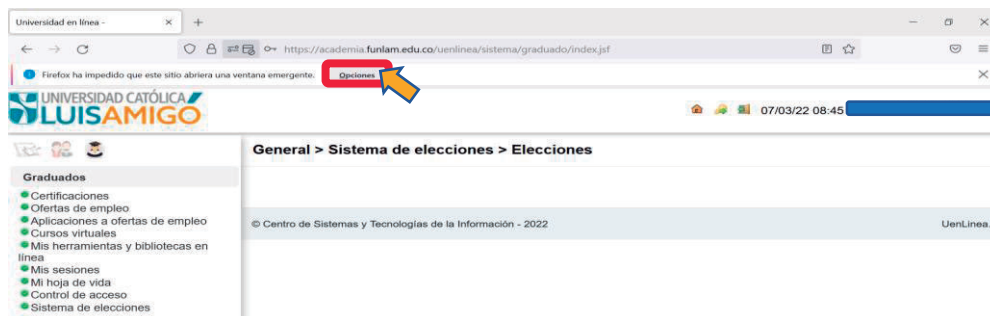 Universidad en línea -
https://academia.funlam.edu.co/uenlinea/sistema/graduado/index.jsf
Firefox ha impedido que este sitio abriera una ventana emergente. Opciones
UNIVERSIDAD CATÓLICA
LUISAMIGO
07/03/22 08:45
General > Sistema de elecciones > Elecciones
Graduados
Certificaciones
Ofertas de empleo
Aplicaciones a ofertas de empleo
Cursos virtuales
Mis herramientas y bibliotecas en
línea
Mis sesiones
Mi hoja de vida
Control de acceso
Sistema de elecciones
© Centro de Sistemas y Tecnologías de la Información - 2022
UenLinea.